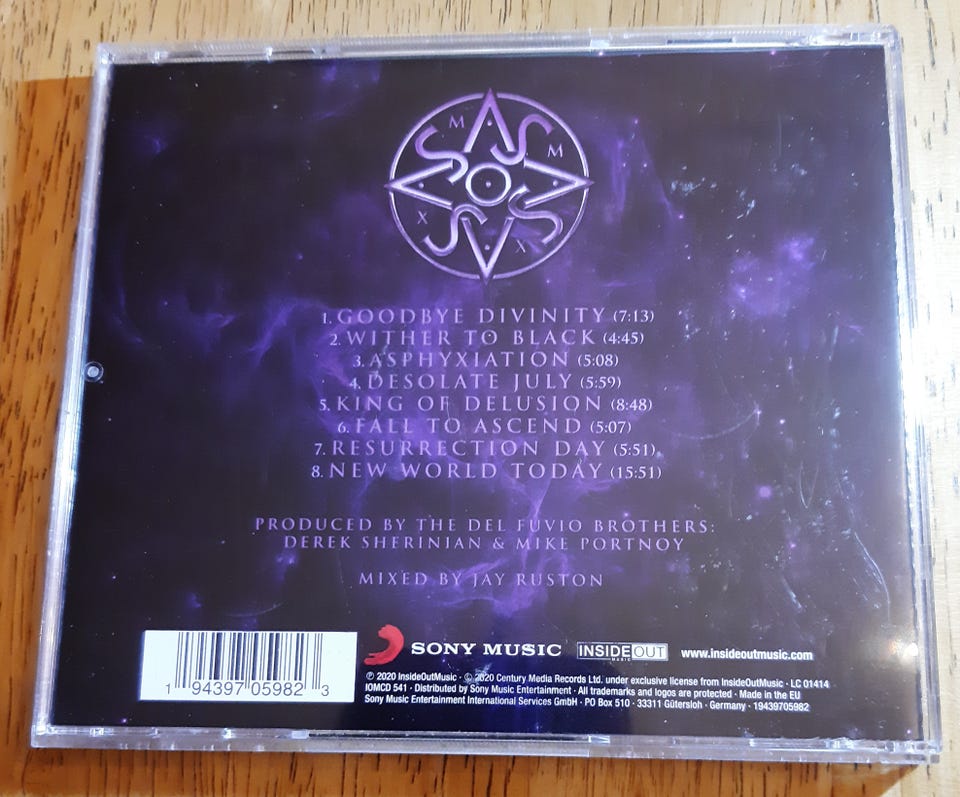 M M
X X
1. GOODBYE DIVINITY (7:13)
2. WITHER TO BLACK (4:45)
3. ASPHYXIATION (5:08)
4. DESOLATE JULY (5:59)
5. KING OF DELUSION (8:48)
6. FALL TO ASCEND (5:07)
7. RESURRECTION DAY (5:51)
8. NEW WORLD TODAY (15:51)
PRODUCED BY THE DEL FUVIO BROTHERS:
DEREK SHERINIAN & MIKE PORTNOY
MIXED BY JAY RUSTON
SONY MUSIC INSIDEOUT MUSIC www.insideoutmusic.com
1 94397 05982 3
℗ 2020 InsideOutMusic · © 2020 Century Media Records Ltd. under exclusive license from InsideOutMusic · LC 01414
IOMCD 541 · Distributed by Sony Music Entertainment · All trademarks and logos are protected · Made in the EU
Sony Music Entertainment International Services GmbH · PO Box 510 · 33311 Gütersloh · Germany · 19439705982